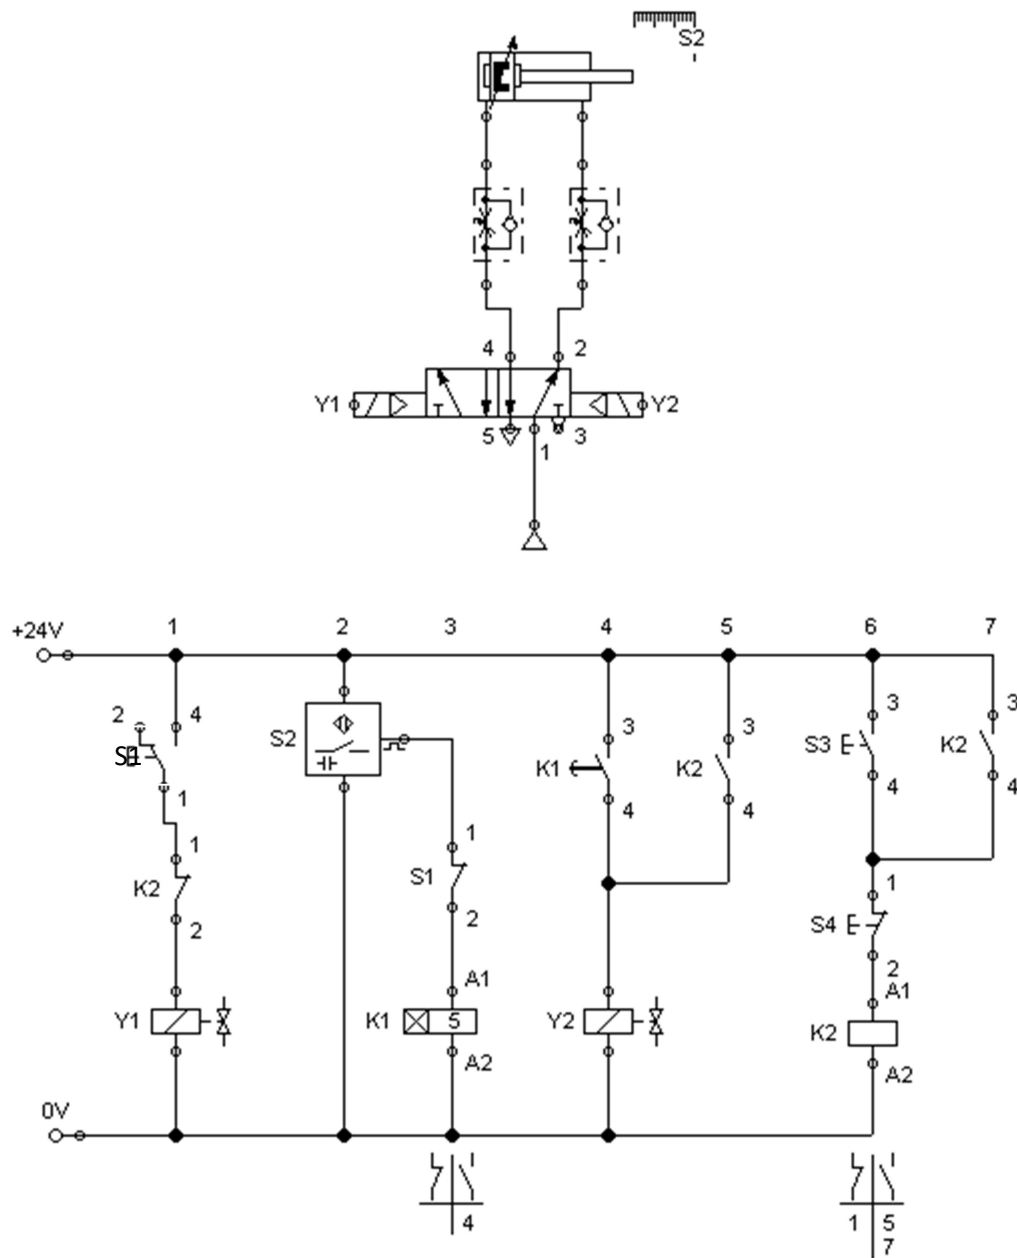 S2
4 2
Y1 Y2
5 3
1
1 2 3 4 5 6 7
+24V
2 4 3 3 3 3
S2 S3 K2
S1 K1 K2
1 4 4 4 4
1 1 1
K2 S1 S4
2 2 2
A1 A1
Y1 K1 5 Y2 K2
A2 A2
0V
4 1 5
7